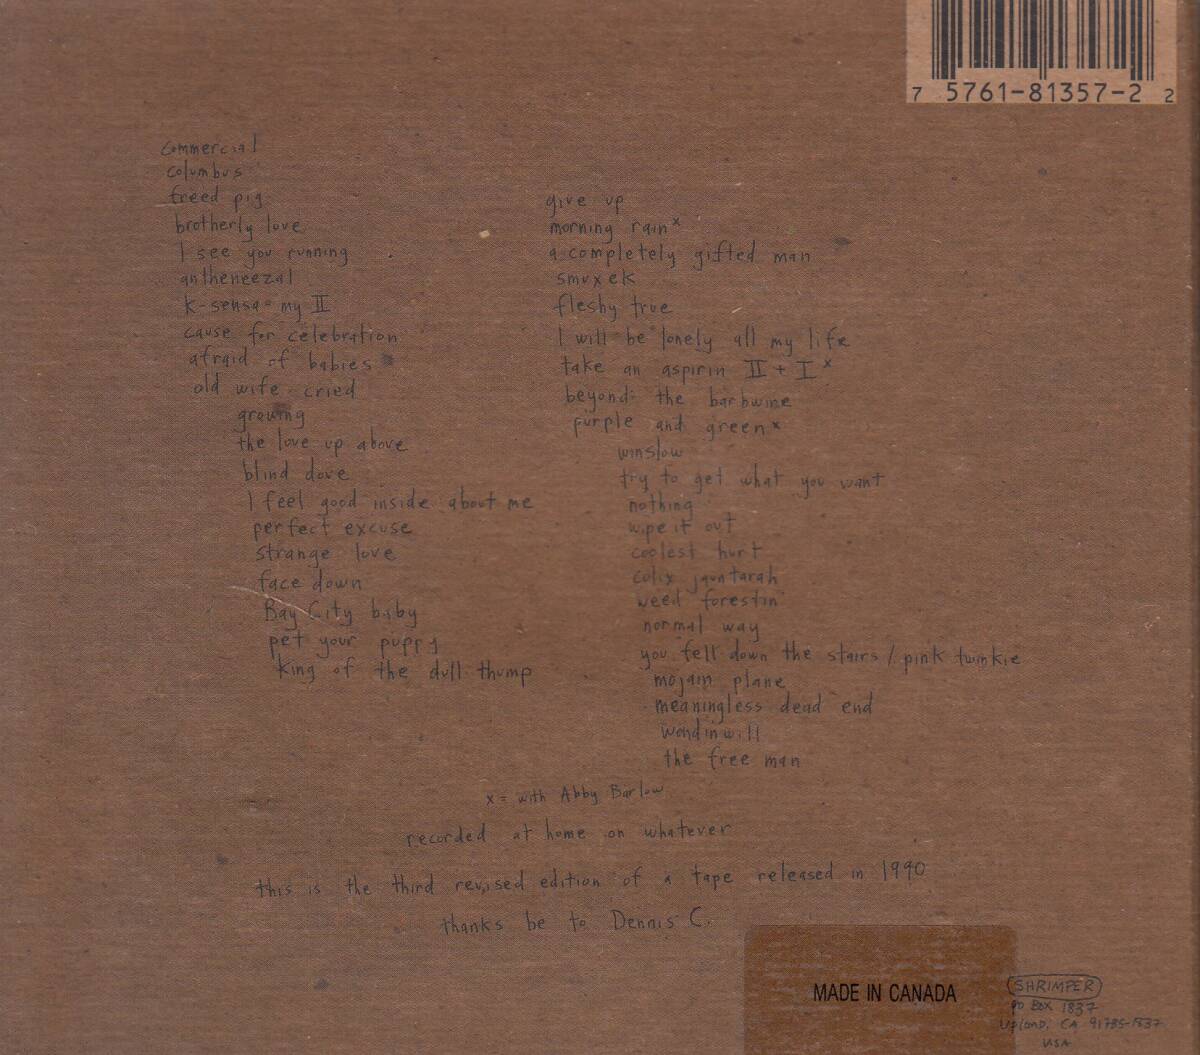 7 5761-81357-2 2
commercial
columbus
freed pig
brotherly love
I see you running
antheneezal
K-sensa-my II
cause for celebration
afraid of babies
old wife cried
growing
the love up above
blind dove
I feel good inside about me
perfect excuse
strange love
face down
Bay City baby
pet your puppy
king of the dull thump
give up
morning rain x
a completely gifted man
smuxek
fleshy true
I will be lonely all my life
take an aspirin II + I x
beyond the barbwire
purple and green x
winslow
try to get what you want
nothing
wipe it out
coolest hurt
colix jauntarah
weed forestin
normal way
you fell down the stairs / pink twinkie
mojain plane
meaningless dead end
wondinwill
the free man
x = with Abby Barlow
recorded at home on whatever
this is the third revised edition of a tape released in 1990
thanks be to Dennis C.
MADE IN CANADA
SHRIMPER
PO BOX 1837
Upland, CA 91785-1837
USA